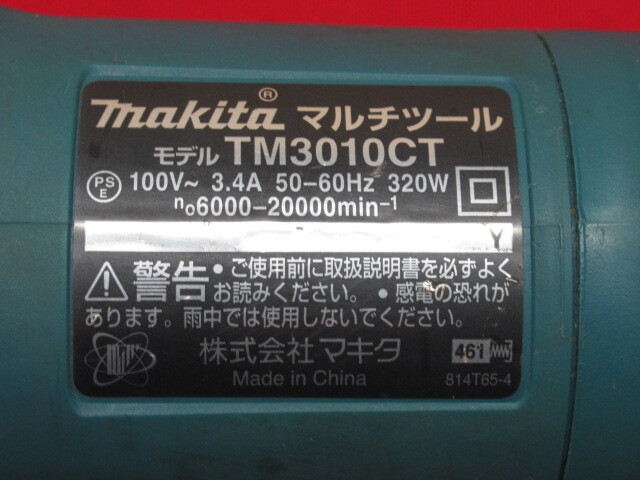 makita® マルチツール
モデル TM3010CT
PS E 100V~ 3.4A 50-60Hz 320W
n₀6000-20000min⁻¹
Y
⚠警告 • ご使用前に取扱説明書を必ずよく
お読みください。 • 感電の恐れが
あります。雨中では使用しないでください。
株式会社 マキタ 461
Made in China 814T65-4